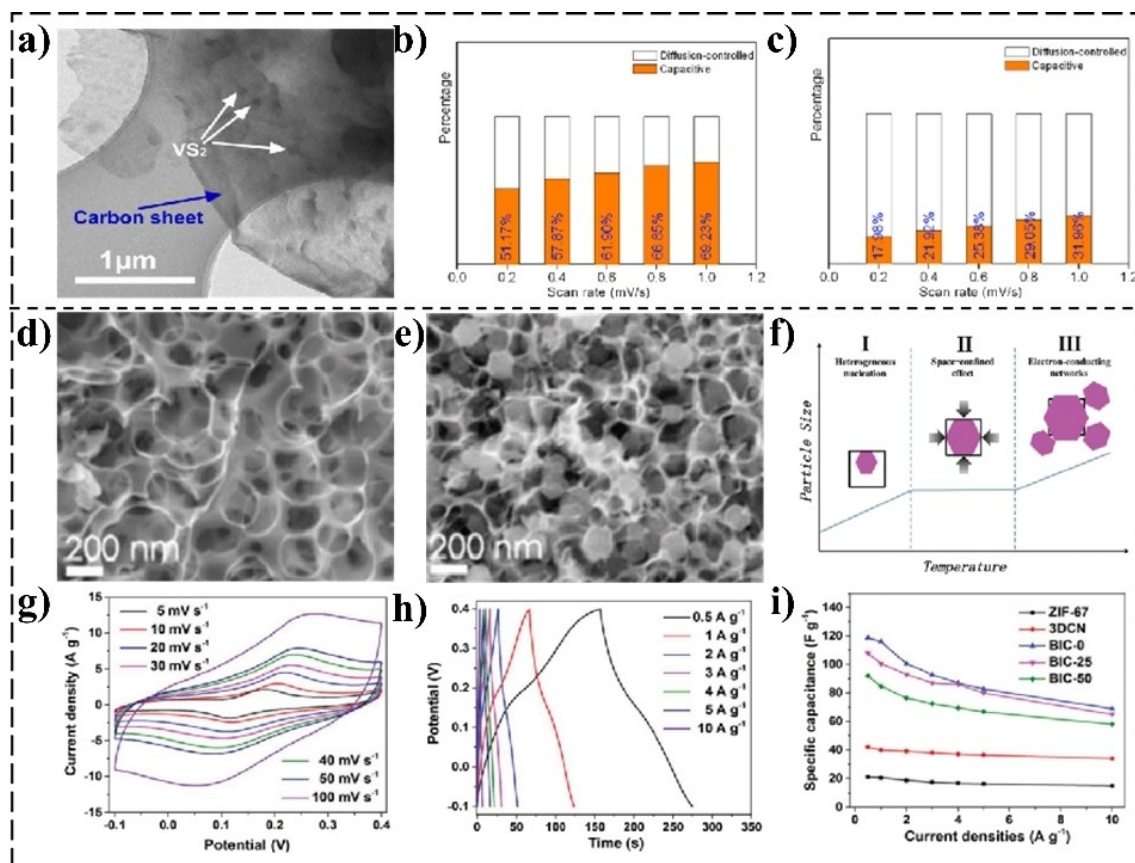 a)
VS₂
Carbon sheet
1μm
b)
Diffusion-controlled
Capacitive
Percentage
51.17%
57.87%
61.90%
66.85%
69.23%
0.0 0.2 0.4 0.6 0.8 1.0 1.2
Scan rate (mV/s)
c)
Diffusion-controlled
Capacitive
Percentage
17.98%
21.92%
25.38%
29.05%
31.96%
0.0 0.2 0.4 0.6 0.8 1.0 1.2
Scan rate (mV/s)
d)
200 nm
e)
200 nm
f)
I II III
Heterogeneous
nucleation
Space-confined
effect
Electron-conducting
networks
Particle Size
Temperature
g)
15
10
5
0
-5
-10
-15
Current density (A g⁻¹)
5 mV s⁻¹
10 mV s⁻¹
20 mV s⁻¹
30 mV s⁻¹
40 mV s⁻¹
50 mV s⁻¹
100 mV s⁻¹
-0.1 0.0 0.1 0.2 0.3 0.4
Potential (V)
h)
0.4
0.3
0.2
0.1
0.0
-0.1
Potential (V)
0.5 A g⁻¹
1 A g⁻¹
2 A g⁻¹
3 A g⁻¹
4 A g⁻¹
5 A g⁻¹
10 A g⁻¹
0 50 100 150 200 250 300
Time (s)
i)
160
140
120
100
80
60
40
20
0
Specific capacitance (F g⁻¹)
ZIF-67
3DCN
BIC-0
BIC-25
BIC-50
0 2 4 6 8 10
Current densities (A g⁻¹)